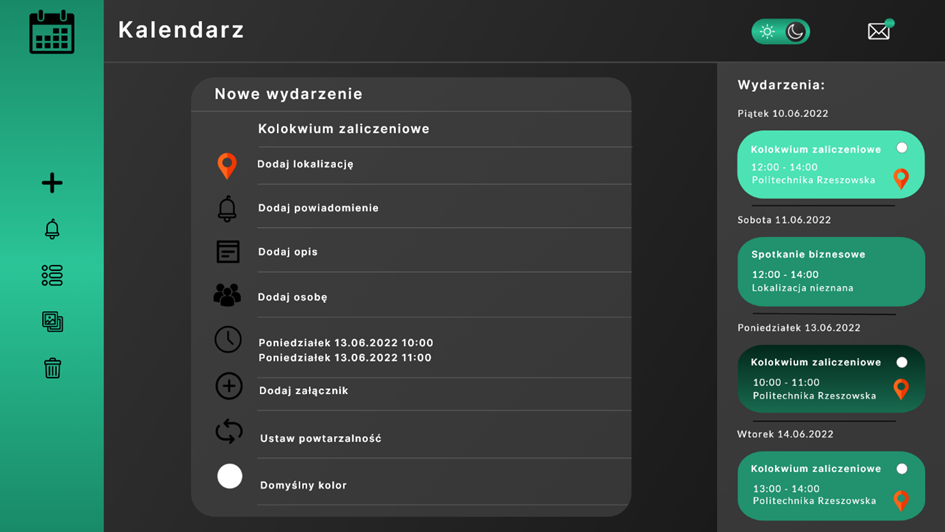 Kalendarz
Nowe wydarzenie
Kolokwium zaliczeniowe
Dodaj lokalizację
Dodaj powiadomienie
Dodaj opis
Dodaj osobę
Poniedziałek 13.06.2022 10:00
Poniedziałek 13.06.2022 11:00
Dodaj załącznik
Ustaw powtarzalność
Domyślny kolor
Wydarzenia:
Piątek 10.06.2022
Kolokwium zaliczeniowe
12:00 - 14:00
Politechnika Rzeszowska
Sobota 11.06.2022
Spotkanie biznesowe
12:00 - 14:00
Lokalizacja nieznana
Poniedziałek 13.06.2022
Kolokwium zaliczeniowe
10:00 - 11:00
Politechnika Rzeszowska
Wtorek 14.06.2022
Kolokwium zaliczeniowe
13:00 - 14:00
Politechnika Rzeszowska